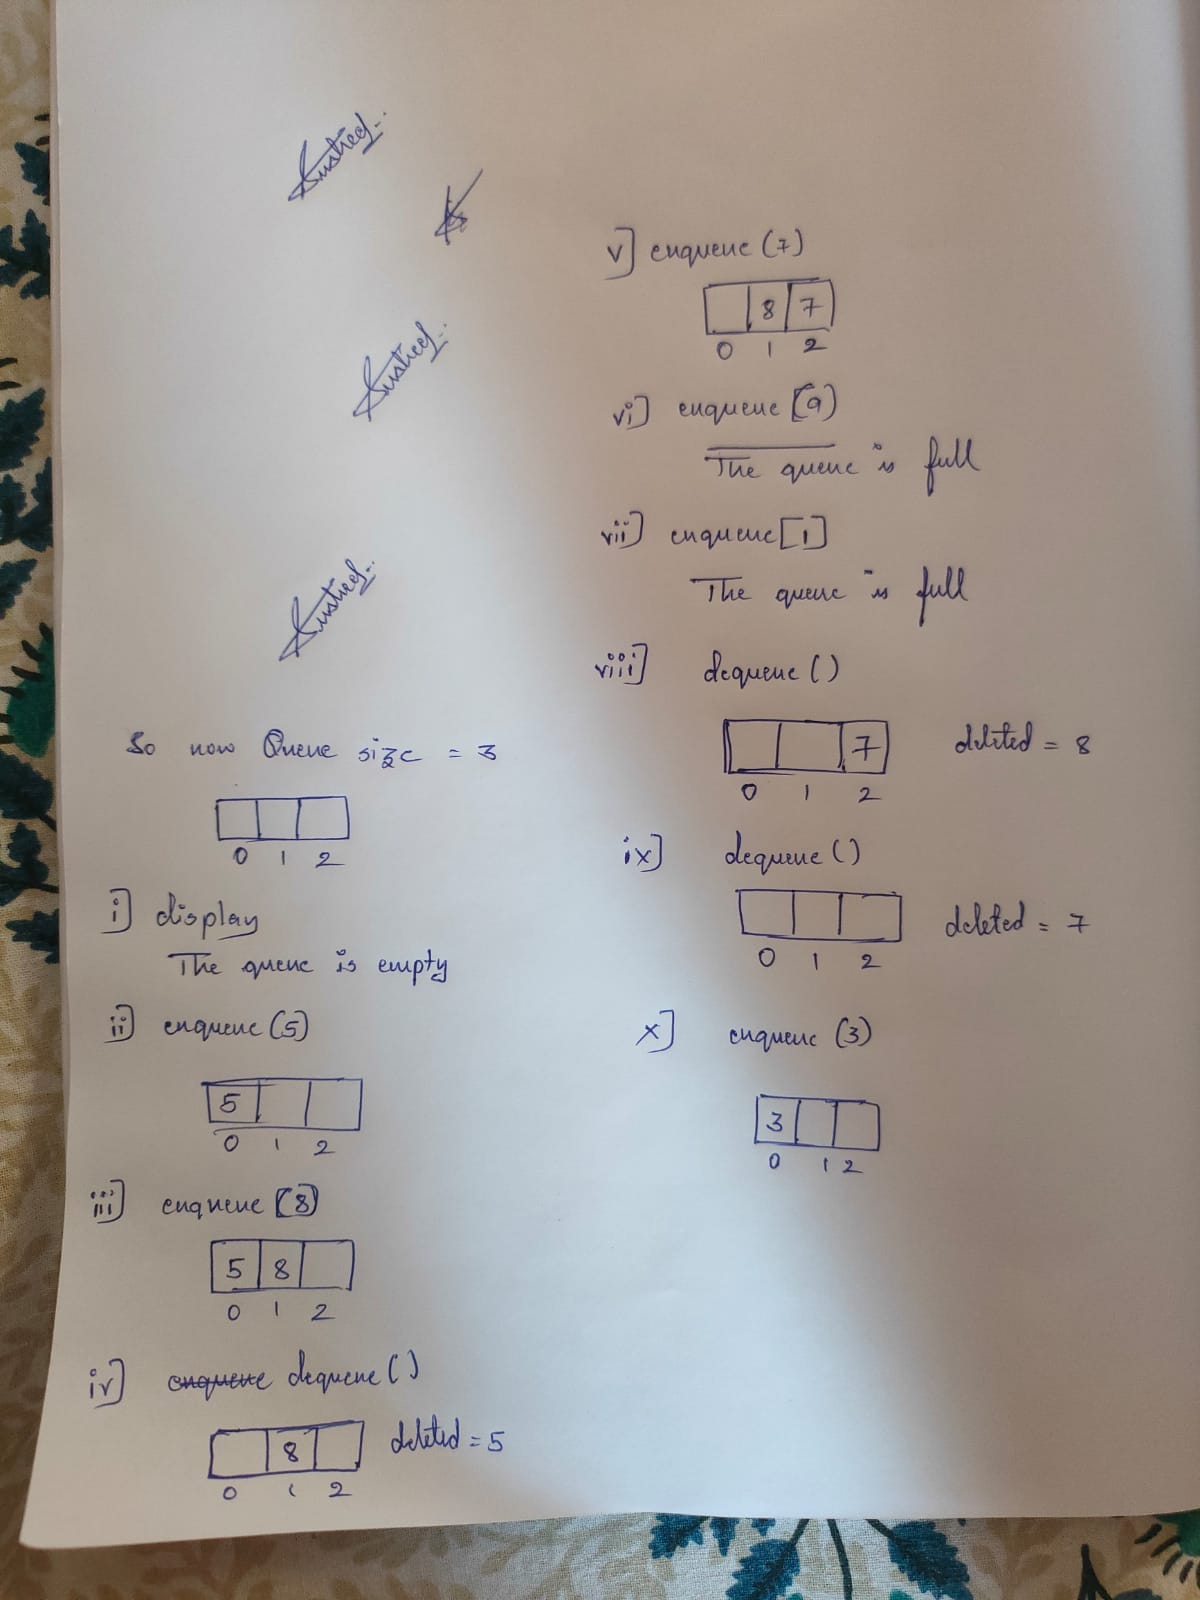 So now Queue size = 3
0 1 2
i] display
The queue is empty
ii] enqueue (5)
5
0 1 2
iii] enqueue [8]
5 8
0 1 2
iv] enqueue dequeue ()
8 deleted = 5
0 1 2
v] enqueue (7)
8 7
0 1 2
vi] enqueue [9)
The queue is full
vii] enqueue [1]
The queue is full
viii] dequeue ()
7 deleted = 8
0 1 2
ix] dequeue ()
deleted = 7
0 1 2
x] enqueue (3)
3
0 1 2